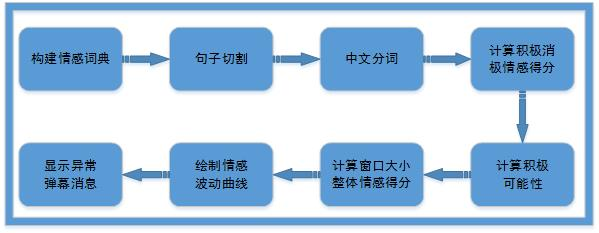 构建情感词典
句子切割
中文分词
计算积极消
极情感得分
计算积极
可能性
计算窗口大小
整体情感得分
绘制情感
波动曲线
显示异常
弹幕消息